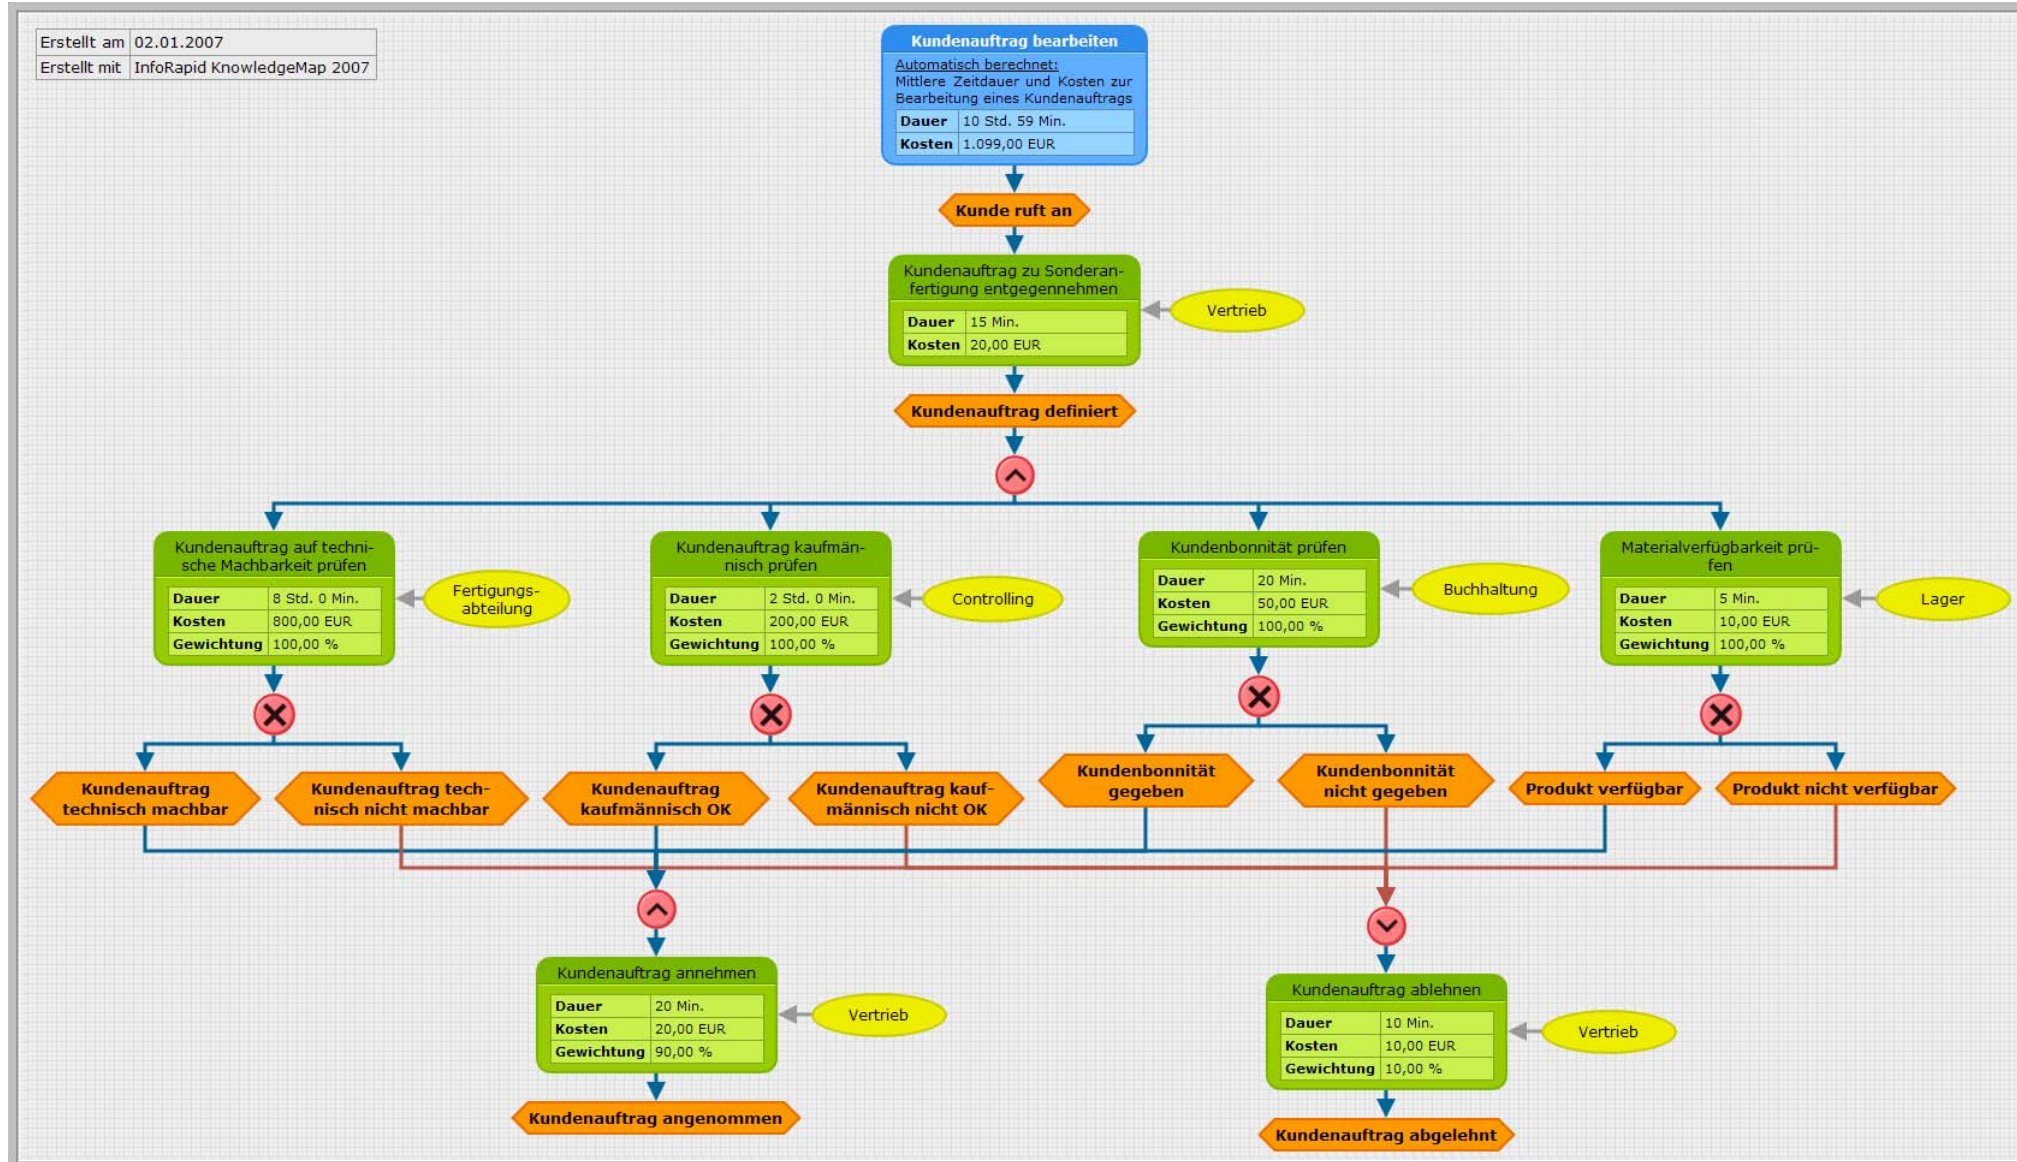 Erstellt am 02.01.2007
Erstellt mit InfoRapid KnowledgeMap 2007
Kundenauftrag bearbeiten
Automatisch berechnet:
Mittlere Zeitdauer und Kosten zur
Bearbeitung eines Kundenauftrags
Dauer 10 Std. 59 Min.
Kosten 1.099,00 EUR
Kunde ruft an
Kundenauftrag zu Sonderan-
fertigung entgegennehmen
Dauer 15 Min.
Kosten 20,00 EUR
Vertrieb
Kundenauftrag definiert
Kundenauftrag auf techni-
sche Machbarkeit prüfen
Dauer 8 Std. 0 Min.
Kosten 800,00 EUR
Gewichtung 100,00 %
Fertigungs-
abteilung
Kundenauftrag kaufmän-
nisch prüfen
Dauer 2 Std. 0 Min.
Kosten 200,00 EUR
Gewichtung 100,00 %
Controlling
Kundenbonnität prüfen
Dauer 20 Min.
Kosten 50,00 EUR
Gewichtung 100,00 %
Buchhaltung
Materialverfügbarkeit prü-
fen
Dauer 5 Min.
Kosten 10,00 EUR
Gewichtung 100,00 %
Lager
Kundenauftrag
technisch machbar
Kundenauftrag tech-
nisch nicht machbar
Kundenauftrag
kaufmännisch OK
Kundenauftrag kauf-
männisch nicht OK
Kundenbonnität
gegeben
Kundenbonnität
nicht gegeben
Produkt verfügbar
Produkt nicht verfügbar
Kundenauftrag annehmen
Dauer 20 Min.
Kosten 20,00 EUR
Gewichtung 90,00 %
Vertrieb
Kundenauftrag ablehnen
Dauer 10 Min.
Kosten 10,00 EUR
Gewichtung 10,00 %
Vertrieb
Kundenauftrag angenommen
Kundenauftrag abgelehnt